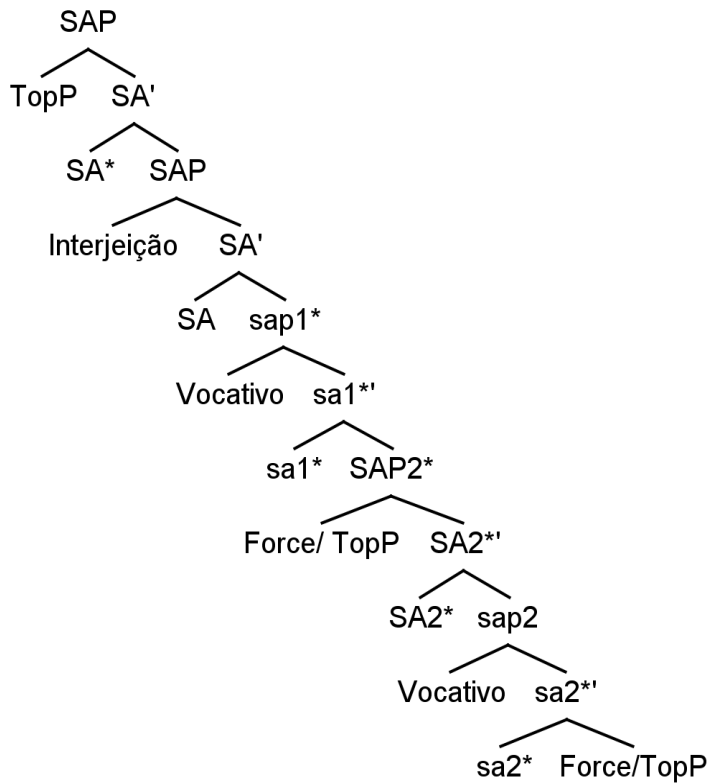 SAP
TopP SA'
SA* SAP
Interjeição SA'
SA sap1*
Vocativo sa1*'
sa1* SAP2*
Force/ TopP SA2*'
SA2* sap2
Vocativo sa2*'
sa2* Force/TopP